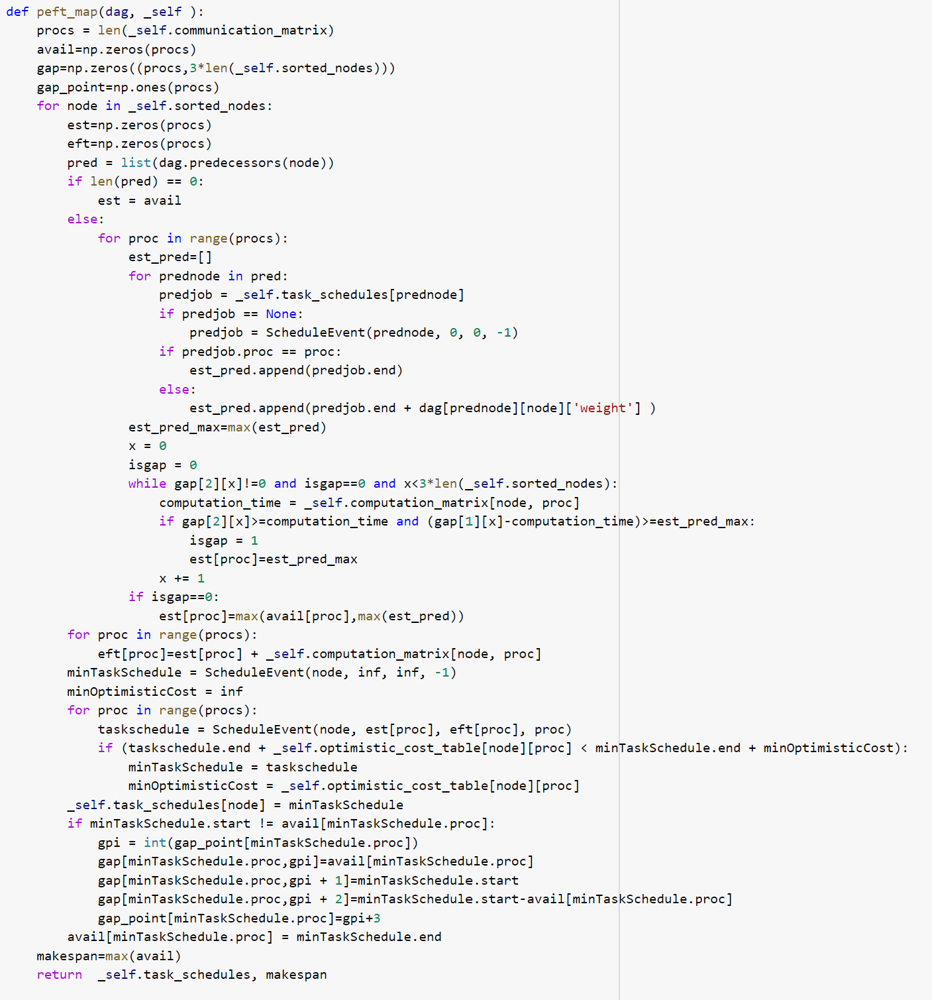 def peft_map(dag, _self ):
    procs = len(_self.communication_matrix)
    avail=np.zeros(procs)
    gap=np.zeros((procs,3*len(_self.sorted_nodes)))
    gap_point=np.ones(procs)
    for node in _self.sorted_nodes:
        est=np.zeros(procs)
        eft=np.zeros(procs)
        pred = list(dag.predecessors(node))
        if len(pred) == 0:
            est = avail
        else:
            for proc in range(procs):
                est_pred=[]
                for prednode in pred:
                    predjob = _self.task_schedules[prednode]
                    if predjob == None:
                        predjob = ScheduleEvent(prednode, 0, 0, -1)
                    if predjob.proc == proc:
                        est_pred.append(predjob.end)
                    else:
                        est_pred.append(predjob.end + dag[prednode][node]['weight'] )
                est_pred_max=max(est_pred)
                x = 0
                isgap = 0
                while gap[2][x]!=0 and isgap==0 and x<3*len(_self.sorted_nodes):
                    computation_time = _self.computation_matrix[node, proc]
                    if gap[2][x]>=computation_time and (gap[1][x]-computation_time)>=est_pred_max:
                        isgap = 1
                        est[proc]=est_pred_max
                    x += 1
                if isgap==0:
                    est[proc]=max(avail[proc],max(est_pred))
        for proc in range(procs):
            eft[proc]=est[proc] + _self.computation_matrix[node, proc]
        minTaskSchedule = ScheduleEvent(node, inf, inf, -1)
        minOptimisticCost = inf
        for proc in range(procs):
            taskschedule = ScheduleEvent(node, est[proc], eft[proc], proc)
            if (taskschedule.end + _self.optimistic_cost_table[node][proc] < minTaskSchedule.end + minOptimisticCost):
                minTaskSchedule = taskschedule
                minOptimisticCost = _self.optimistic_cost_table[node][proc]
        _self.task_schedules[node] = minTaskSchedule
        if minTaskSchedule.start != avail[minTaskSchedule.proc]:
            gpi = int(gap_point[minTaskSchedule.proc])
            gap[minTaskSchedule.proc,gpi]=avail[minTaskSchedule.proc]
            gap[minTaskSchedule.proc,gpi + 1]=minTaskSchedule.start
            gap[minTaskSchedule.proc,gpi + 2]=minTaskSchedule.start-avail[minTaskSchedule.proc]
            gap_point[minTaskSchedule.proc]=gpi+3
        avail[minTaskSchedule.proc] = minTaskSchedule.end
    makespan=max(avail)
    return  _self.task_schedules, makespan